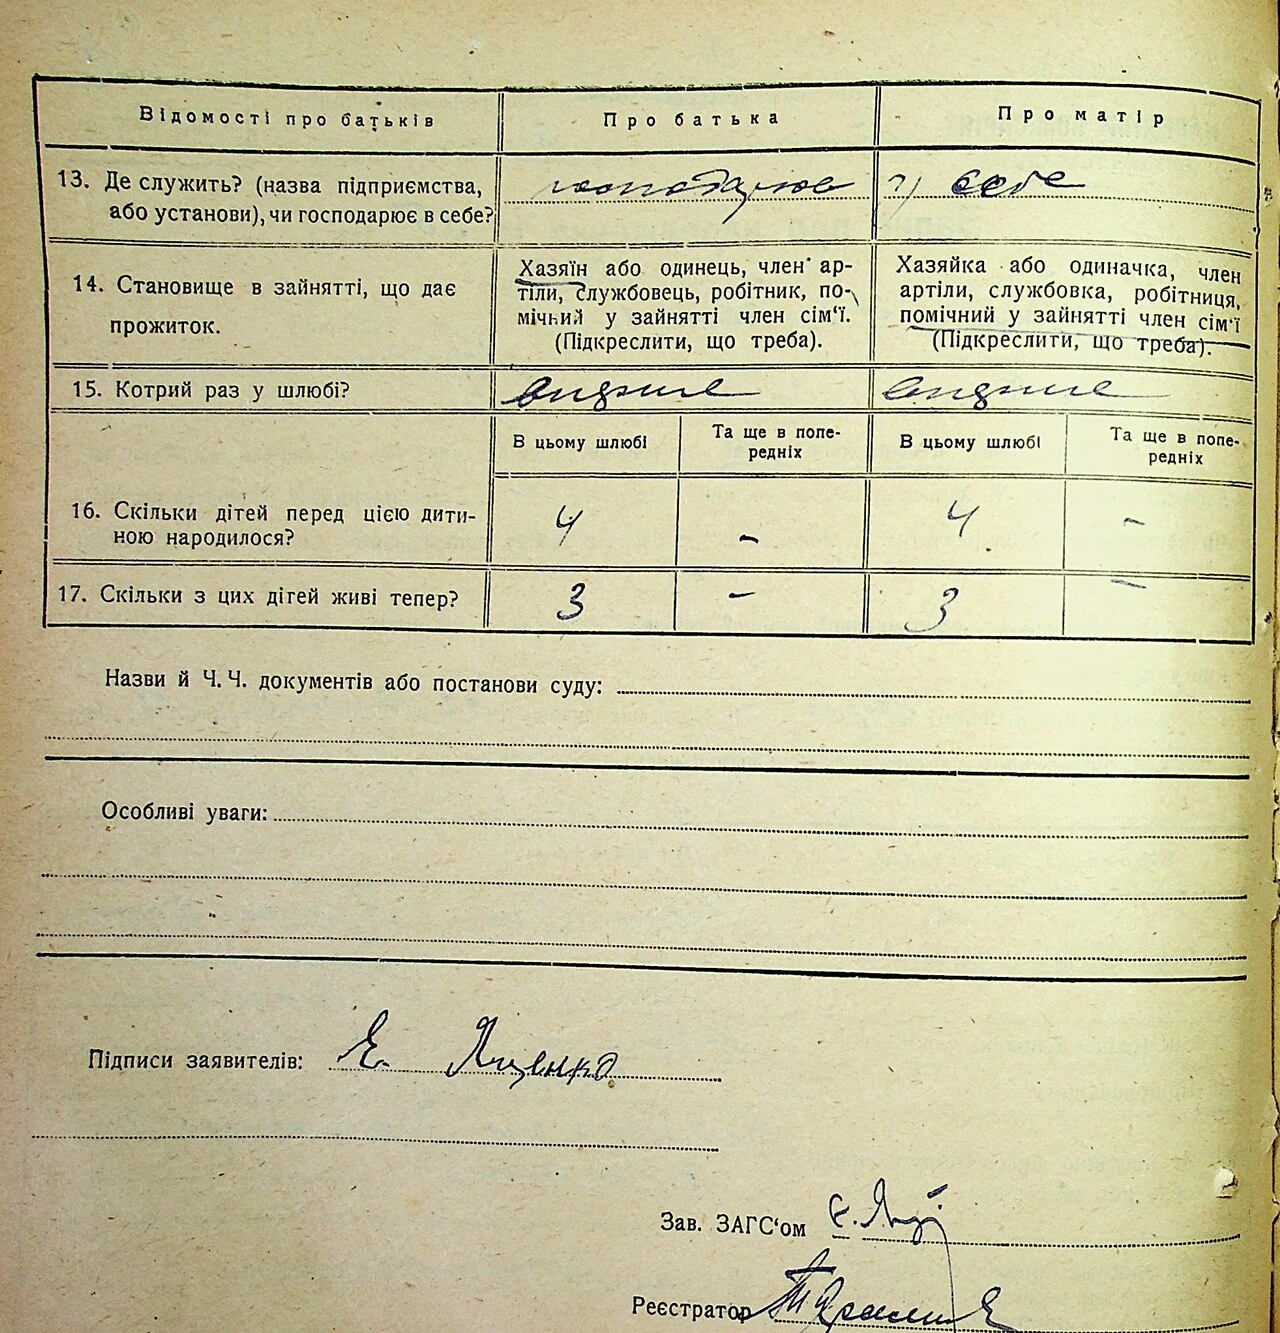 Відомості про батьків Про батька Про матір
13. Де служить? (назва підприємства, або установи), чи господарює в себе? господарює у себе
14. Становище в зайнятті, що дає прожиток.
Хазяїн або одинець, член ар-
тіли, службовець, робітник, по-
мічний у зайнятті член сім'ї.
(Підкреслити, що треба).
Хазяйка або одиначка, член
артіли, службовка, робітниця,
помічний у зайнятті член сім'ї
(Підкреслити, що треба).
15. Котрий раз у шлюбі?
В цьому шлюбі Та ще в попе-
редніх В цьому шлюбі Та ще в попе-
редніх
16. Скільки дітей перед цією дити-
ною народилося? 4 - 4 -
17. Скільки з цих дітей живі тепер? 3 - 3 -
Назви й Ч. Ч. документів або постанови суду:
Особливі уваги:
Підписи заявителів: Я. Яценко
Зав. ЗАГС'ом
Реєстратор